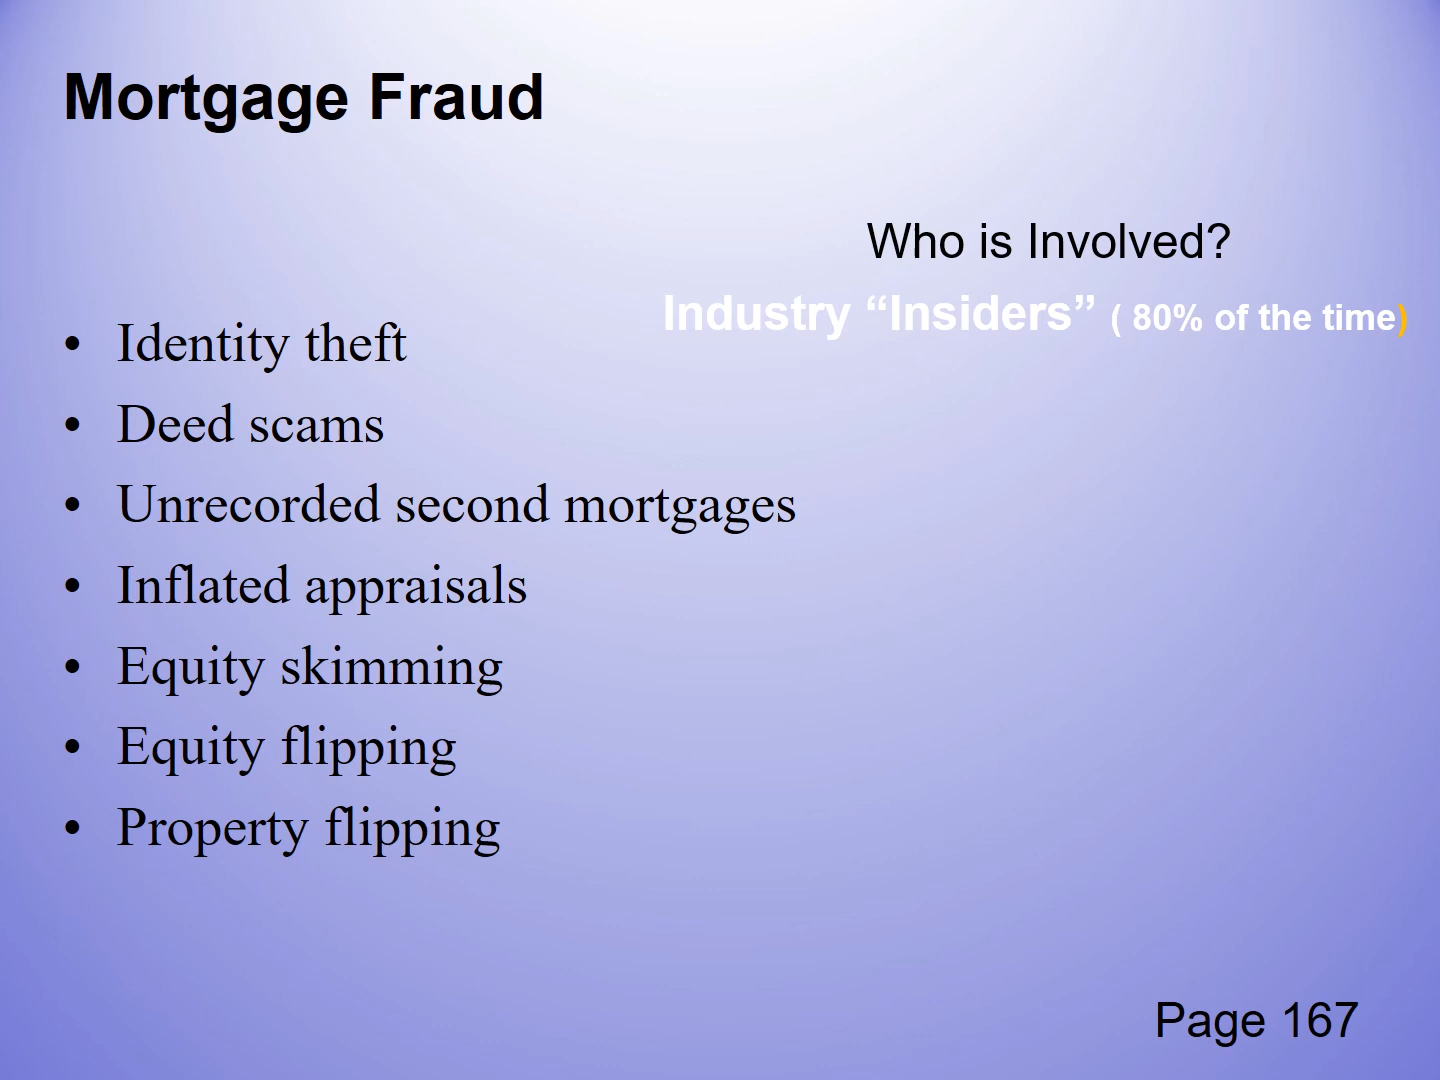 Mortgage Fraud
Who is Involved?
Industry “Insiders” ( 80% of the time)
• Identity theft
• Deed scams
• Unrecorded second mortgages
• Inflated appraisals
• Equity skimming
• Equity flipping
• Property flipping
Page 167